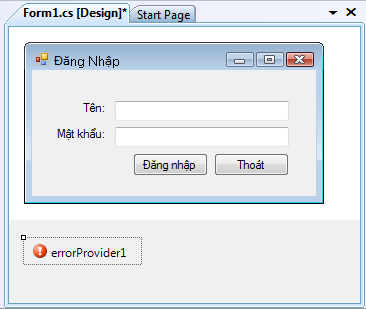 Form1.cs [Design]* Start Page
Đăng Nhập
Tên:
Mật khẩu:
Đăng nhập Thoát
errorProvider1